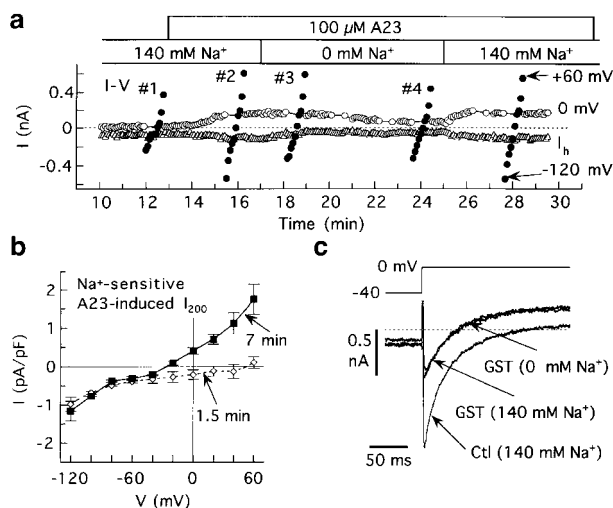 a
100 µM A23
140 mM Na⁺ 0 mM Na⁺ 140 mM Na⁺
I-V #1 #2 #3 #4 +60 mV
0.4
0
-0.4
I (nA)
0 mV
Iₕ
-120 mV
10 12 14 16 18 20 22 24 26 28 30
Time (min)
b
Na⁺-sensitive
A23-induced I₂₀₀
2
1
0
-1
-2
I (pA/pF)
7 min
1.5 min
-120 -60 0 60
V (mV)
c
0 mV
-40
0.5
nA
GST (0 mM Na⁺)
GST (140 mM Na⁺)
Ctl (140 mM Na⁺)
50 ms